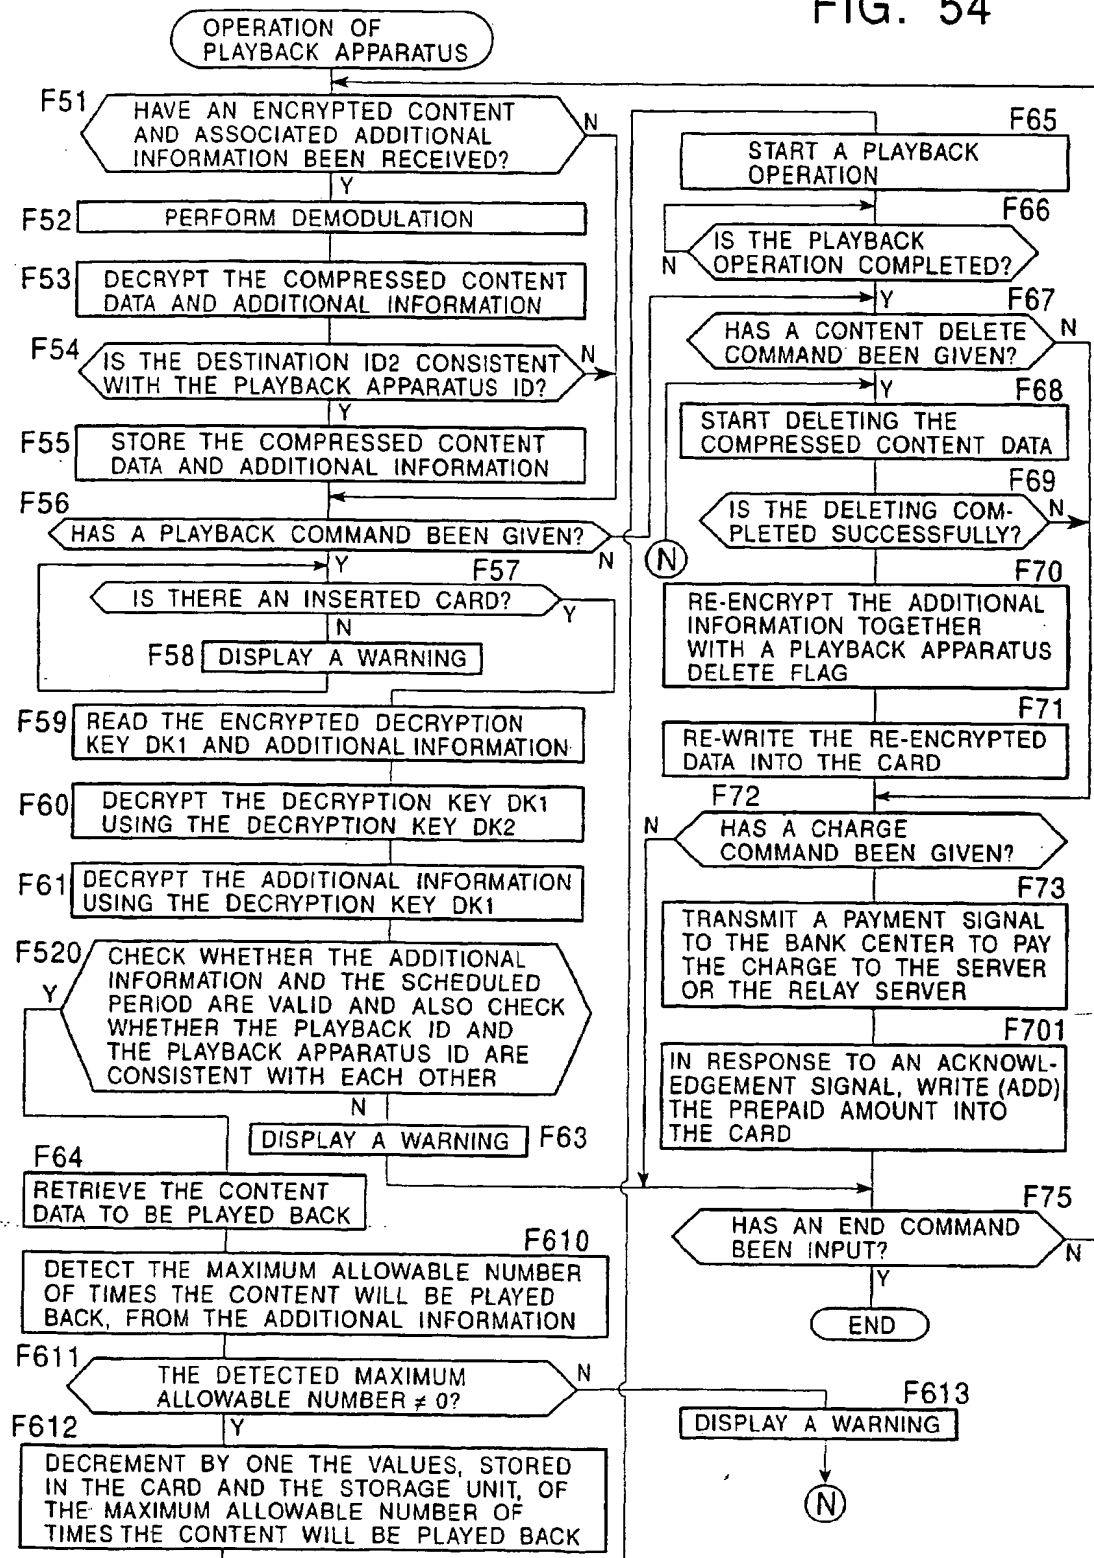 FIG. 54
OPERATION OF
PLAYBACK APPARATUS
F51
HAVE AN ENCRYPTED CONTENT
AND ASSOCIATED ADDITIONAL
INFORMATION BEEN RECEIVED?
N
Y
F52
PERFORM DEMODULATION
F53
DECRYPT THE COMPRESSED CONTENT
DATA AND ADDITIONAL INFORMATION
F54
IS THE DESTINATION ID2 CONSISTENT
WITH THE PLAYBACK APPARATUS ID?
N
Y
F55
STORE THE COMPRESSED CONTENT
DATA AND ADDITIONAL INFORMATION
F56
HAS A PLAYBACK COMMAND BEEN GIVEN?
N
Y
F57
IS THERE AN INSERTED CARD?
Y
N
F58
DISPLAY A WARNING
F59
READ THE ENCRYPTED DECRYPTION
KEY DK1 AND ADDITIONAL INFORMATION
F60
DECRYPT THE DECRYPTION KEY DK1
USING THE DECRYPTION KEY DK2
F61
DECRYPT THE ADDITIONAL INFORMATION
USING THE DECRYPTION KEY DK1
F520
CHECK WHETHER THE ADDITIONAL
INFORMATION AND THE SCHEDULED
PERIOD ARE VALID AND ALSO CHECK
WHETHER THE PLAYBACK ID AND
THE PLAYBACK APPARATUS ID ARE
CONSISTENT WITH EACH OTHER
Y
N
DISPLAY A WARNING
F63
F64
RETRIEVE THE CONTENT
DATA TO BE PLAYED BACK
F610
DETECT THE MAXIMUM ALLOWABLE NUMBER
OF TIMES THE CONTENT WILL BE PLAYED
BACK, FROM THE ADDITIONAL INFORMATION
F611
THE DETECTED MAXIMUM
ALLOWABLE NUMBER ≠ 0?
N
Y
F612
DECREMENT BY ONE THE VALUES, STORED
IN THE CARD AND THE STORAGE UNIT, OF
THE MAXIMUM ALLOWABLE NUMBER OF
TIMES THE CONTENT WILL BE PLAYED BACK
F65
START A PLAYBACK
OPERATION
F66
IS THE PLAYBACK
OPERATION COMPLETED?
N
Y
F67
HAS A CONTENT DELETE
COMMAND BEEN GIVEN?
N
Y
F68
START DELETING THE
COMPRESSED CONTENT DATA
F69
IS THE DELETING COM-
PLETED SUCCESSFULLY?
N
N
F70
RE-ENCRYPT THE ADDITIONAL
INFORMATION TOGETHER
WITH A PLAYBACK APPARATUS
DELETE FLAG
F71
RE-WRITE THE RE-ENCRYPTED
DATA INTO THE CARD
F72
HAS A CHARGE
COMMAND BEEN GIVEN?
N
F73
TRANSMIT A PAYMENT SIGNAL
TO THE BANK CENTER TO PAY
THE CHARGE TO THE SERVER
OR THE RELAY SERVER
F701
IN RESPONSE TO AN ACKNOWL-
EDGEMENT SIGNAL, WRITE (ADD)
THE PREPAID AMOUNT INTO
THE CARD
F75
HAS AN END COMMAND
BEEN INPUT?
N
Y
END
F613
DISPLAY A WARNING
N